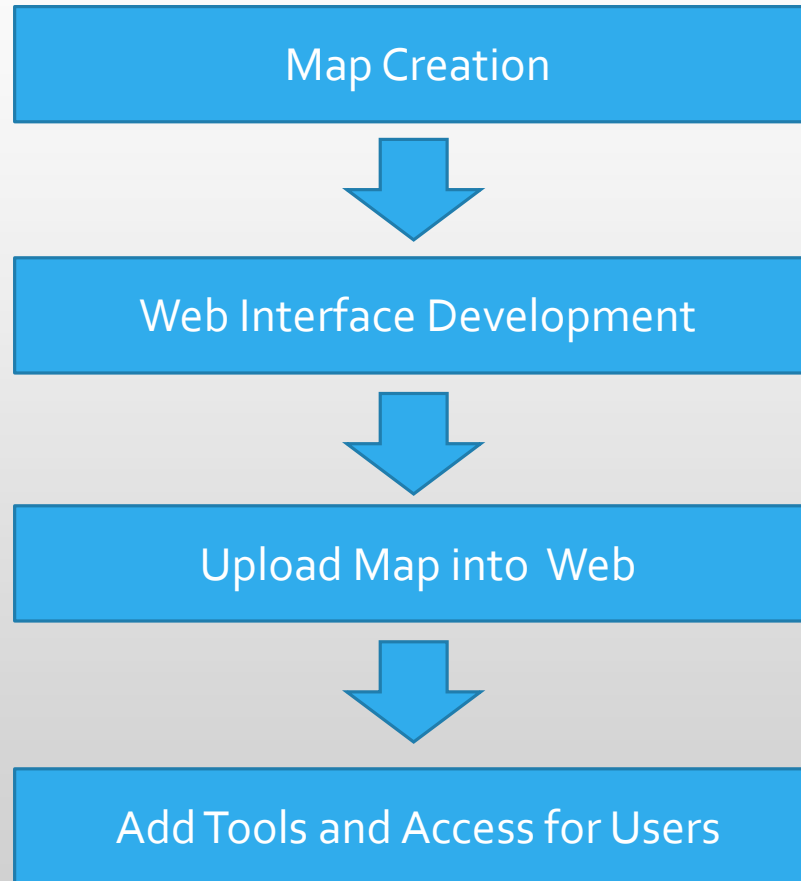 Map Creation
Web Interface Development
Upload Map into Web
Add Tools and Access for Users